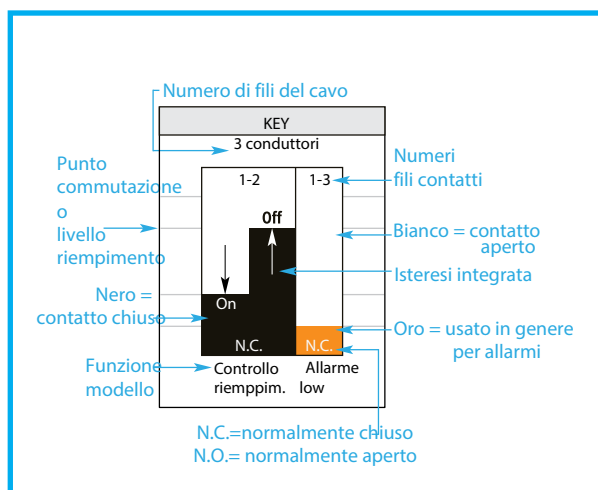 Numero di fili del cavo
KEY
3 conduttori
Punto
commutazione
o
livello
riempimento
1-2
1-3
Numeri
fili contatti
Off
Bianco = contatto
aperto
Isteresi integrata
Nero =
contatto chiuso
On
N.C.
N.C.
Oro = usato in genere
per allarmi
Funzione
modello
Controllo
riemppim.
Allarme
low
N.C.=normalmente chiuso
N.O.= normalmente aperto